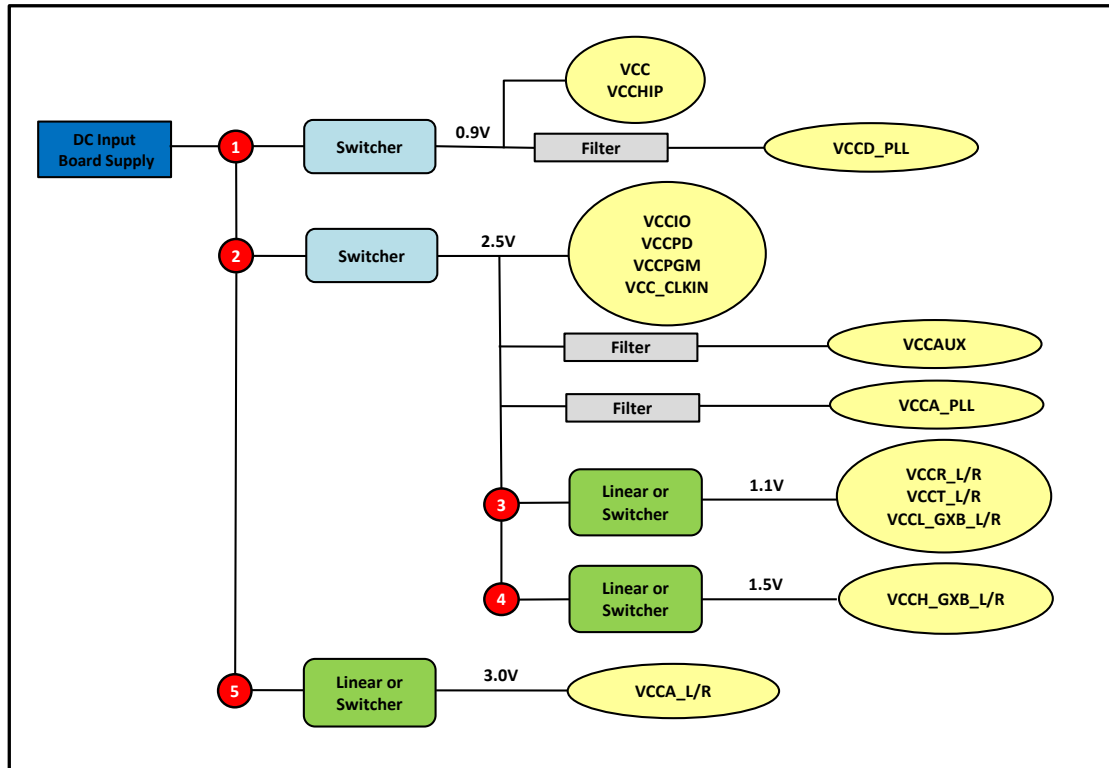 DC Input
Board Supply
1
Switcher
0.9V
VCC
VCCHIP
Filter
VCCD_PLL
2
Switcher
2.5V
VCCIO
VCCPD
VCCPGM
VCC_CLKIN
Filter
VCCAUX
Filter
VCCA_PLL
3
Linear or
Switcher
1.1V
VCCR_L/R
VCCT_L/R
VCCL_GXB_L/R
4
Linear or
Switcher
1.5V
VCCH_GXB_L/R
5
Linear or
Switcher
3.0V
VCCA_L/R